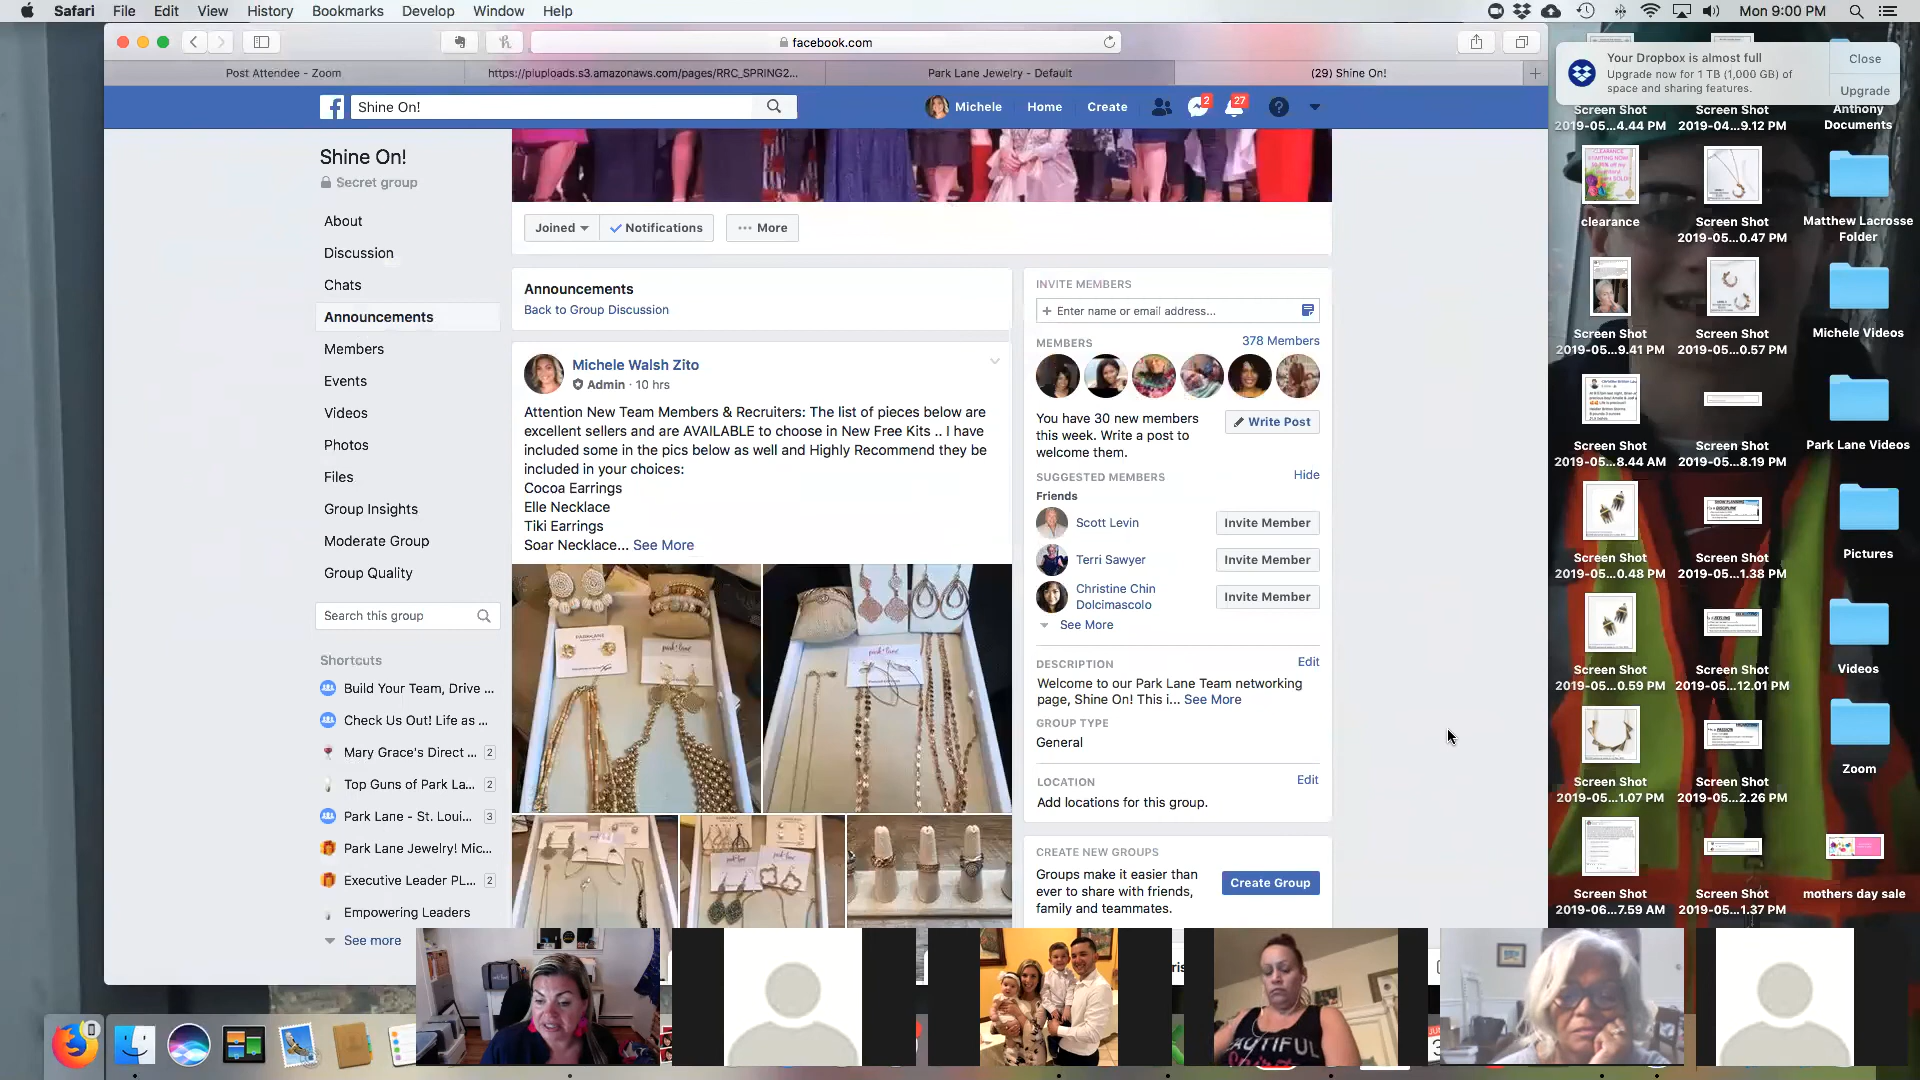 Safari File Edit View History Bookmarks Develop Window Help
Mon 9:00 PM
facebook.com
Post Attendee - Zoom
https://piuploads.s3.amazonaws.com/pages/RRC_SPRING2...
Park Lane Jewelry - Default
(29) Shine On!
Your Dropbox is almost full
Upgrade now for 1 TB (1,000 GB) of
space and sharing features.
Close
Upgrade
Shine On!
Michele
Home
Create
2
27
Shine On!
Secret group
About
Discussion
Chats
Announcements
Members
Events
Videos
Photos
Files
Group Insights
Moderate Group
Group Quality
Search this group
Shortcuts
Build Your Team, Drive ...
Check Us Out! Life as ...
Mary Grace's Direct ... 2
Top Guns of Park La... 2
Park Lane - St. Loui... 3
Park Lane Jewelry! Mic...
Executive Leader PL... 2
Empowering Leaders
See more
Joined
Notifications
More
Announcements
Back to Group Discussion
Michele Walsh Zito
Admin · 10 hrs
Attention New Team Members & Recruiters: The list of pieces below are
excellent sellers and are AVAILABLE to choose in New Free Kits .. I have
included some in the pics below as well and Highly Recommend they be
included in your choices:
Cocoa Earrings
Elle Necklace
Tiki Earrings
Soar Necklace... See More
PARK LANE
park lane
park lane
INVITE MEMBERS
+ Enter name or email address...
MEMBERS
378 Members
You have 30 new members
this week. Write a post to
welcome them.
Write Post
SUGGESTED MEMBERS
Hide
Friends
Scott Levin
Invite Member
Terri Sawyer
Invite Member
Christine Chin
Dolcimascolo
Invite Member
See More
DESCRIPTION
Edit
Welcome to our Park Lane Team networking
page, Shine On! This i... See More
GROUP TYPE
General
LOCATION
Edit
Add locations for this group.
CREATE NEW GROUPS
Groups make it easier than
ever to share with friends,
family and teammates.
Create Group
Screen Shot
2019-05...4.44 PM
Screen Shot
2019-04...9.12 PM
Anthony
Documents
clearance
Screen Shot
2019-05...0.47 PM
Matthew Lacrosse
Folder
Screen Shot
2019-05...9.41 PM
Screen Shot
2019-05...0.57 PM
Michele Videos
Screen Shot
2019-05...8.44 AM
Screen Shot
2019-05...8.19 PM
Park Lane Videos
Screen Shot
2019-05...0.48 PM
Screen Shot
2019-05...1.38 PM
Pictures
Screen Shot
2019-05...0.59 PM
Screen Shot
2019-05...12.01 PM
Videos
Screen Shot
2019-05...1.07 PM
Screen Shot
2019-05...2.26 PM
Zoom
Screen Shot
2019-06...7.59 AM
Screen Shot
2019-05...1.37 PM
mothers day sale